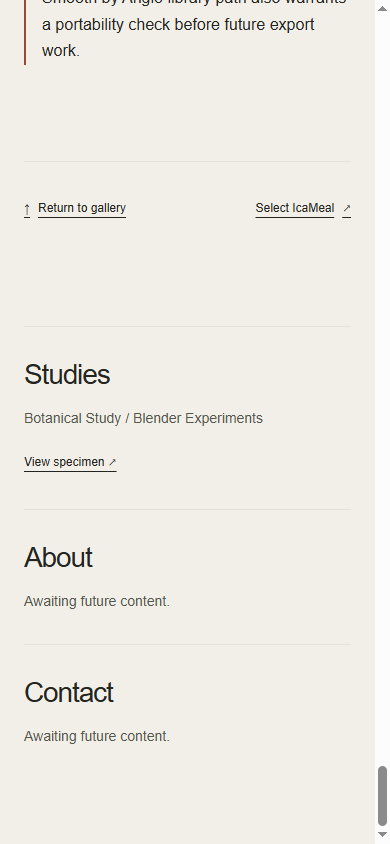 Smooth by Angle library path also warrants
a portability check before future export
work.
↑ Return to gallery
Select IcaMeal ↗
Studies
Botanical Study / Blender Experiments
View specimen ↗
About
Awaiting future content.
Contact
Awaiting future content.